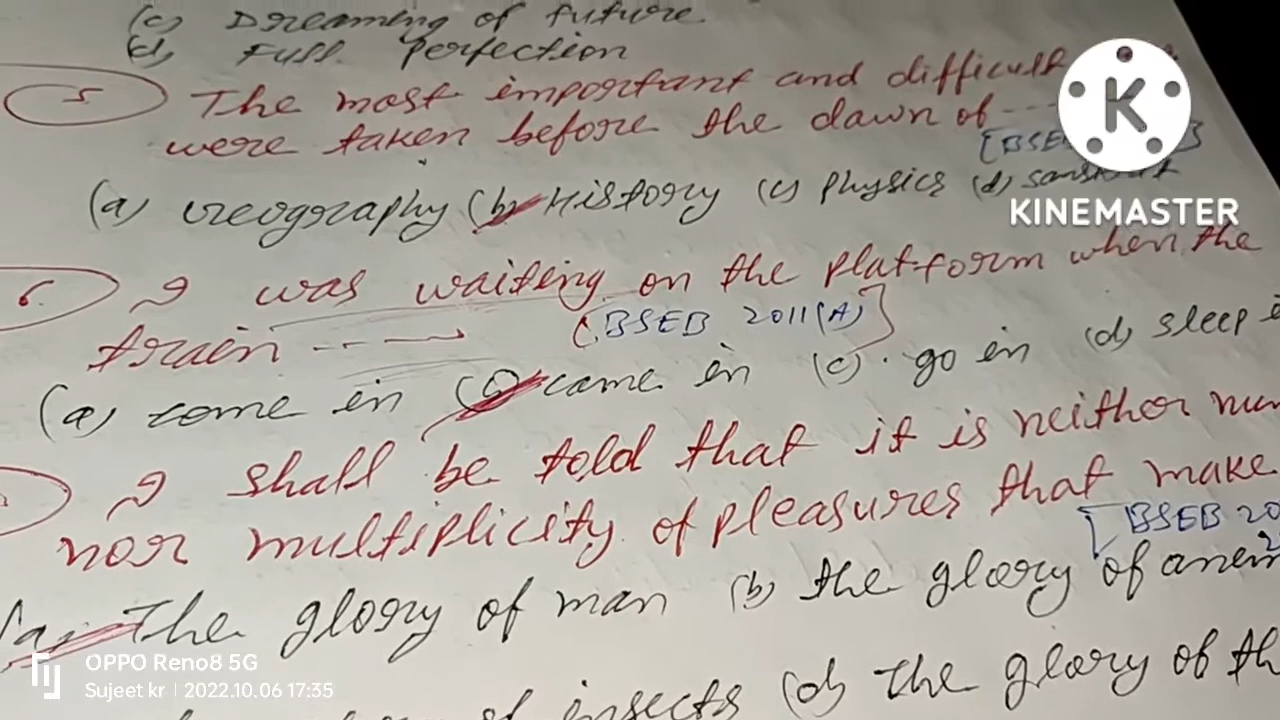 (c) Dreaming of future
(d) Full perfection
5 The most important and difficult
were taken before the dawn of ----
[BSE
(a) Geography (b) History (c) physics (d) sanskrit
6 I was waiting on the platform when the
train ---- [BSEB 2011(A)]
(a) come in (b) came in (c) go in (d) sleep
I shall be told that it is neither
nor multiplicity of pleasures that make
[BSEB 20
(a) The glory of man (b) the glory of
of insects (d) the glory of
K
KINEMASTER
OPPO Reno8 5G
Sujeet kr | 2022.10.06 17:35